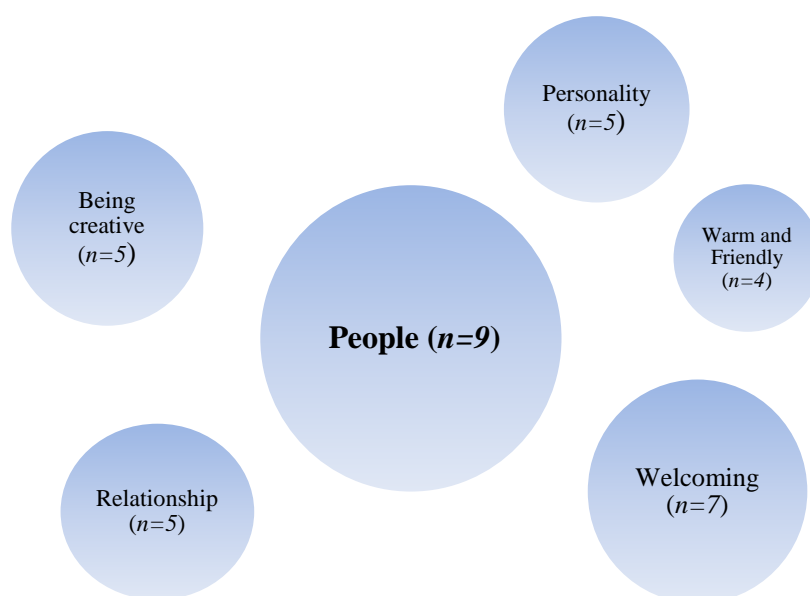 Personality
(n=5)
Being
creative
(n=5)
Warm and
Friendly
(n=4)
People (n=9)
Welcoming
(n=7)
Relationship
(n=5)